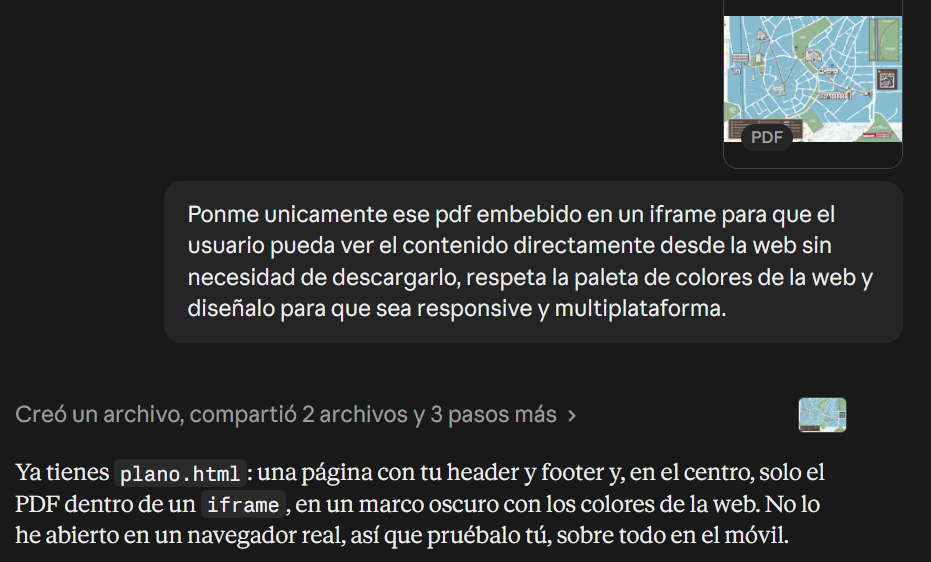 PDF
Ponme unicamente ese pdf embebido en un iframe para que el
usuario pueda ver el contenido directamente desde la web sin
necesidad de descargarlo, respeta la paleta de colores de la web y
diséñalo para que sea responsive y multiplataforma.
Creó un archivo, compartió 2 archivos y 3 pasos más >
Ya tienes plano.html: una página con tu header y footer y, en el centro, solo el
PDF dentro de un iframe, en un marco oscuro con los colores de la web. No lo
he abierto en un navegador real, así que pruébalo tú, sobre todo en el móvil.